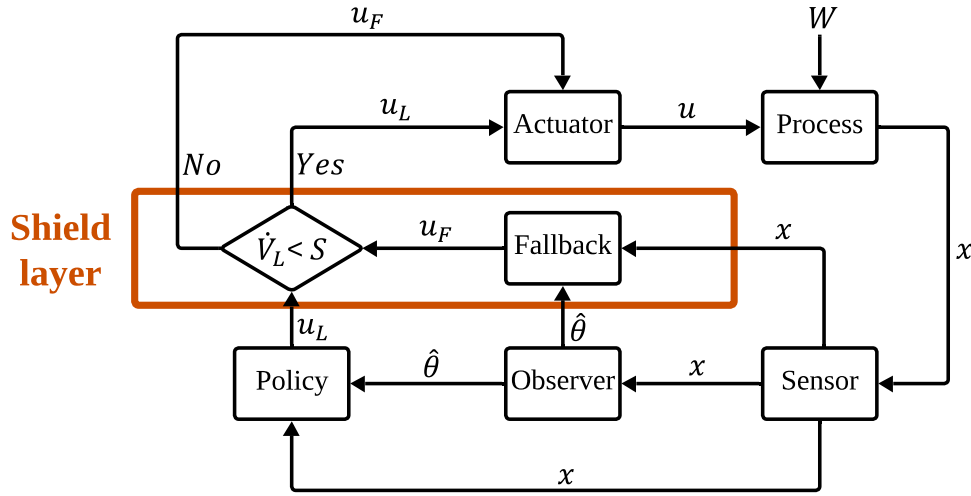 u_F
W
u_L
Actuator
u
Process
No
Yes
Shield
layer
V̇_L < S
u_F
Fallback
x
x
u_L
θ̂
Policy
θ̂
Observer
x
Sensor
x